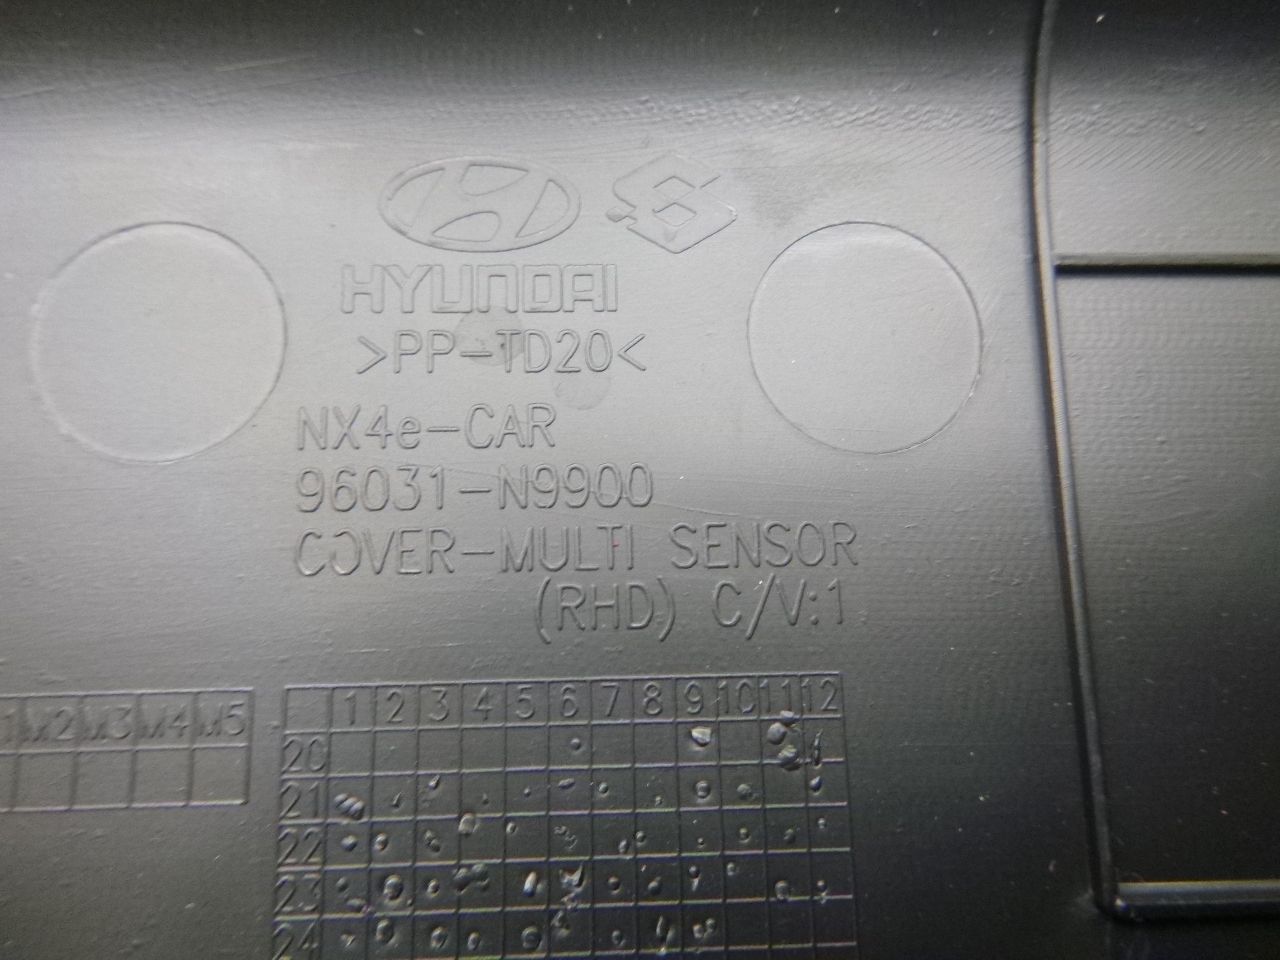 HYUNDAI
>PP-TD20<
NX4e-CAR
96031-N9900
COVER-MULTI SENSOR
(RHD) C/V:1
1 M2 M3 M4 M5
1 2 3 4 5 6 7 8 9 10 11 12
20
21
22
23
24